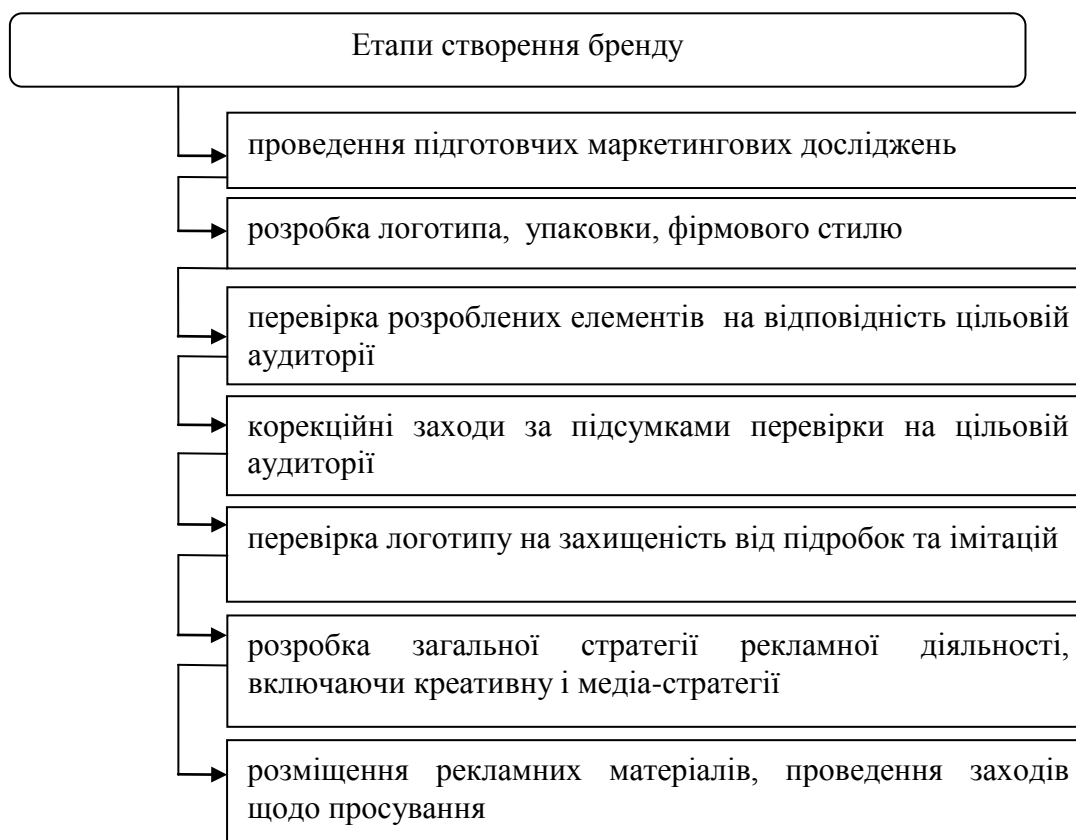 Етапи створення бренду
проведення підготовчих маркетингових досліджень
розробка логотипа, упаковки, фірмового стилю
перевірка розроблених елементів на відповідність цільовій
аудиторії
корекційні заходи за підсумками перевірки на цільовій
аудиторії
перевірка логотипу на захищеність від підробок та імітацій
розробка загальної стратегії рекламної діяльності,
включаючи креативну і медіа-стратегії
розміщення рекламних матеріалів, проведення заходів
щодо просування